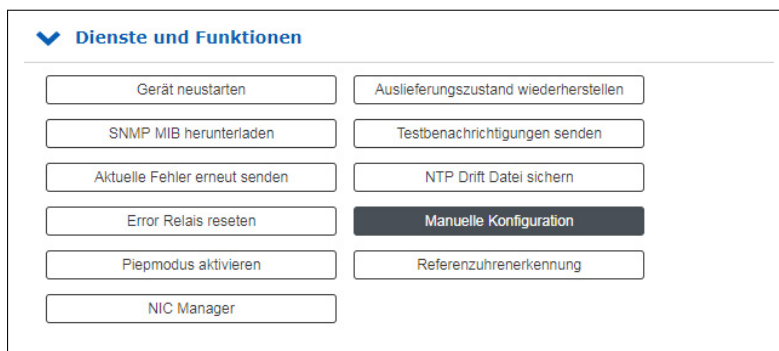 Dienste und Funktionen
Gerät neustarten
Auslieferungszustand wiederherstellen
SNMP MIB herunterladen
Testbenachrichtigungen senden
Aktuelle Fehler erneut senden
NTP Drift Datei sichern
Error Relais reseten
Manuelle Konfiguration
Piepmodus aktivieren
Referenzuhrenerkennung
NIC Manager